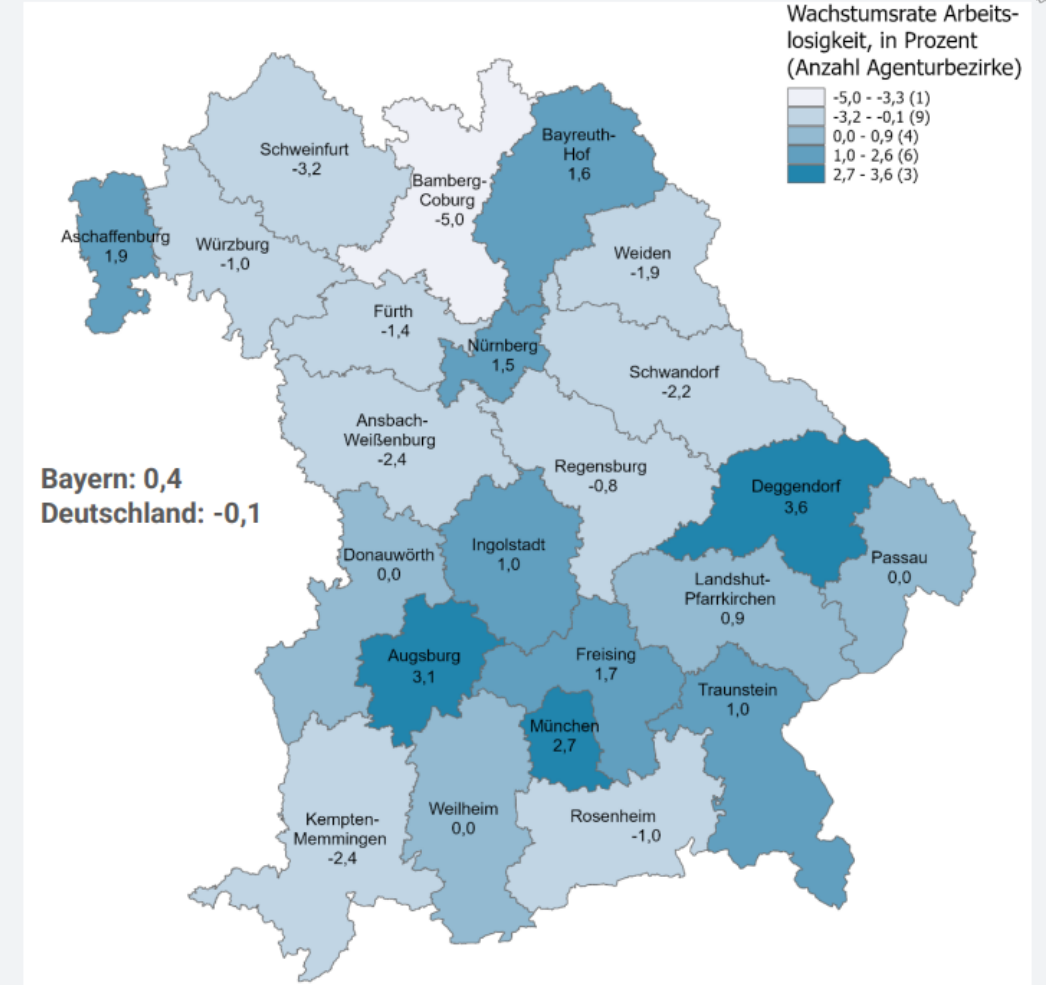 Wachstumsrate Arbeits-
losigkeit, in Prozent
(Anzahl Agenturbezirke)
-5,0 - -3,3 (1)
-3,2 - -0,1 (9)
0,0 - 0,9 (4)
1,0 - 2,6 (6)
2,7 - 3,6 (3)
Schweinfurt
-3,2
Bamberg-
Coburg
-5,0
Bayreuth-
Hof
1,6
Aschaffenburg
1,9
Würzburg
-1,0
Weiden
-1,9
Fürth
-1,4
Nürnberg
1,5
Schwandorf
-2,2
Ansbach-
Weißenburg
-2,4
Regensburg
-0,8
Bayern: 0,4
Deutschland: -0,1
Deggendorf
3,6
Donauwörth
0,0
Ingolstadt
1,0
Landshut-
Pfarrkirchen
0,9
Passau
0,0
Augsburg
3,1
Freising
1,7
Traunstein
1,0
München
2,7
Kempten-
Memmingen
-2,4
Weilheim
0,0
Rosenheim
-1,0